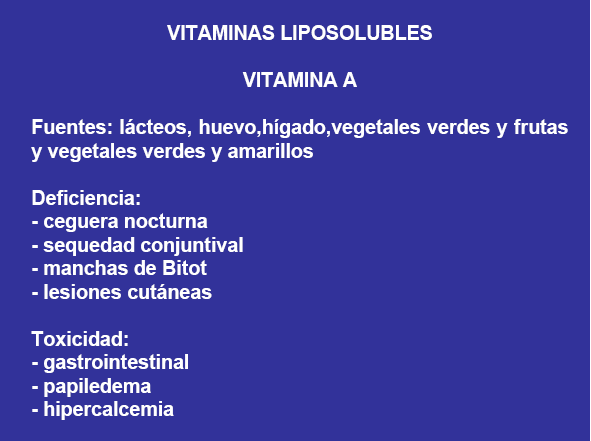 VITAMINAS LIPOSOLUBLES
VITAMINA A
Fuentes: lácteos, huevo,hígado,vegetales verdes y frutas
y vegetales verdes y amarillos
Deficiencia:
- ceguera nocturna
- sequedad conjuntival
- manchas de Bitot
- lesiones cutáneas
Toxicidad:
- gastrointestinal
- papiledema
- hipercalcemia